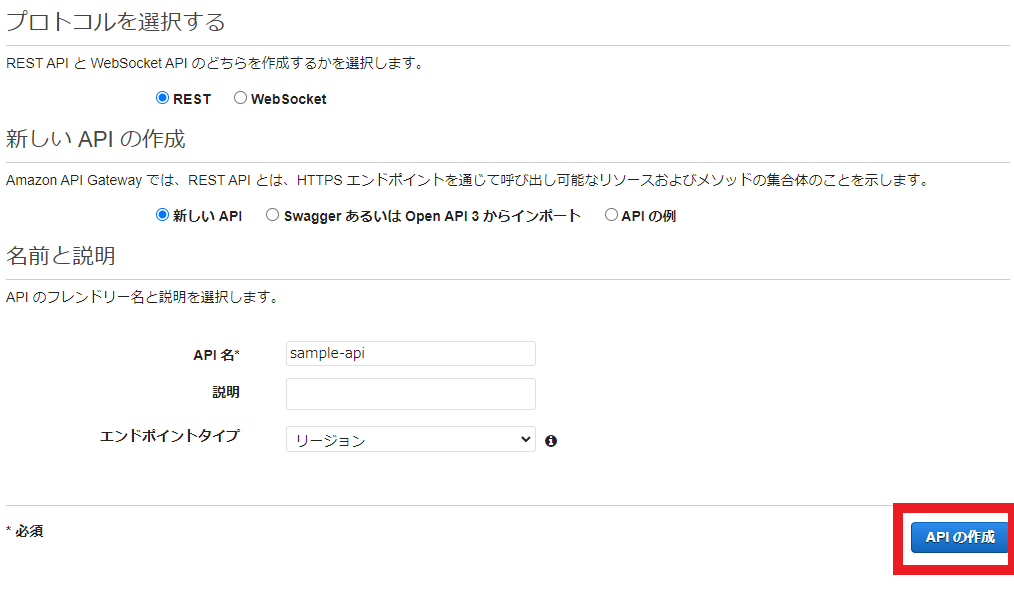 プロトコルを選択する
REST API と WebSocket API のどちらを作成するかを選択します。
REST WebSocket
新しい API の作成
Amazon API Gateway では、REST API とは、HTTPS エンドポイントを通じて呼び出し可能なリソースおよびメソッドの集合体のことを示します。
新しい API Swagger あるいは Open API 3 からインポート API の例
名前と説明
API のフレンドリー名と説明を選択します。
API 名* sample-api
説明
エンドポイントタイプ リージョン
* 必須 API の作成